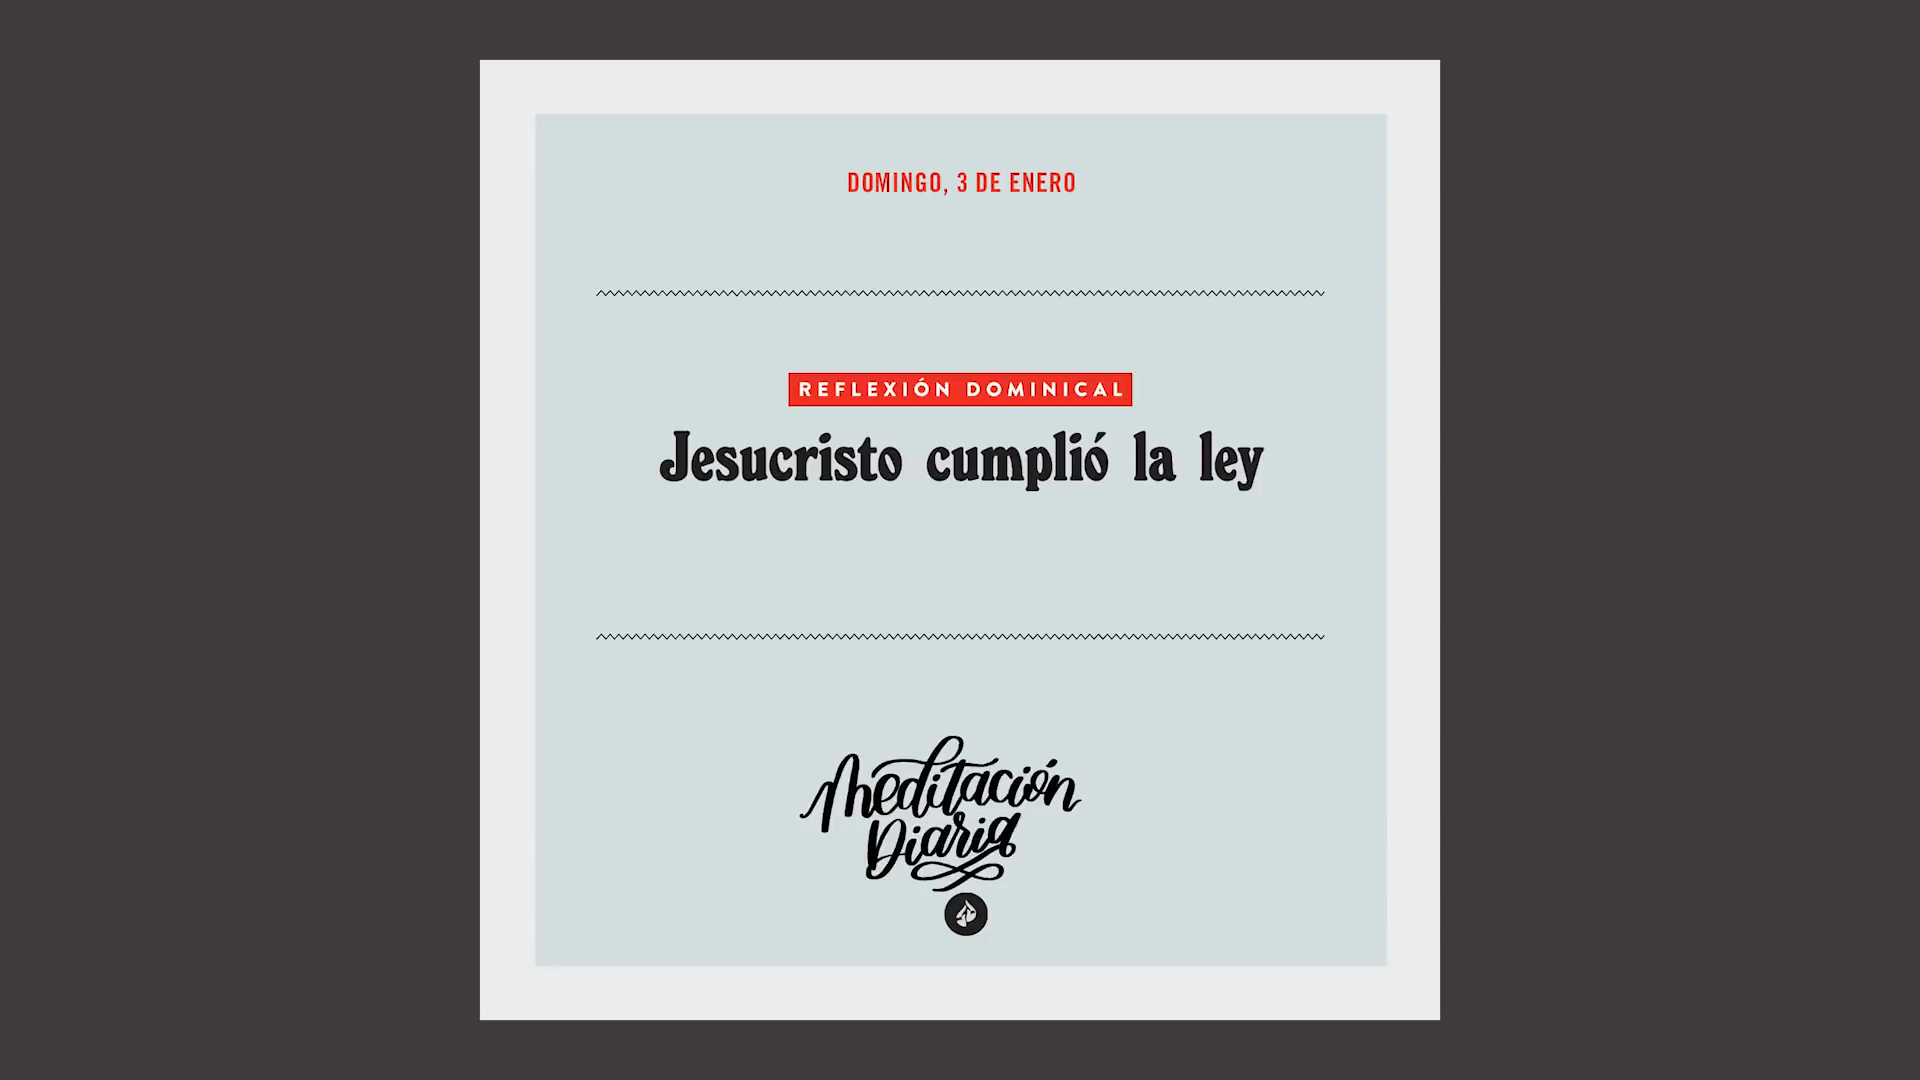 DOMINGO, 3 DE ENERO
REFLEXIÓN DOMINICAL
Jesucristo cumplió la ley
Meditación
Diaria